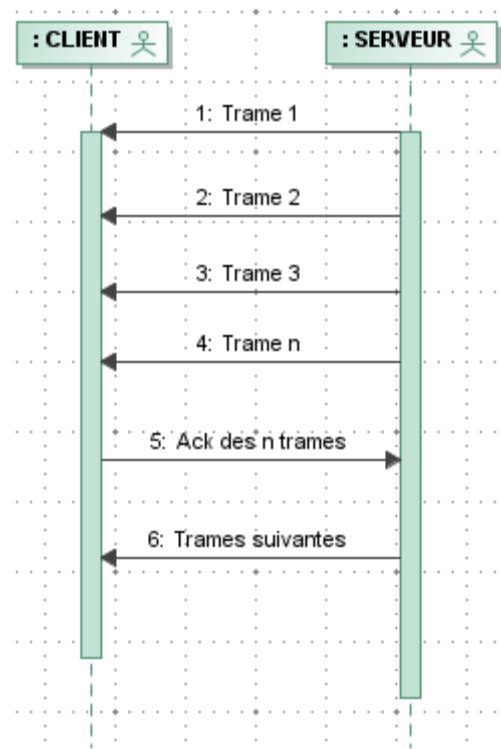 : CLIENT
: SERVEUR
1: Trame 1
2: Trame 2
3: Trame 3
4: Trame n
5: Ack des n trames
6: Trames suivantes